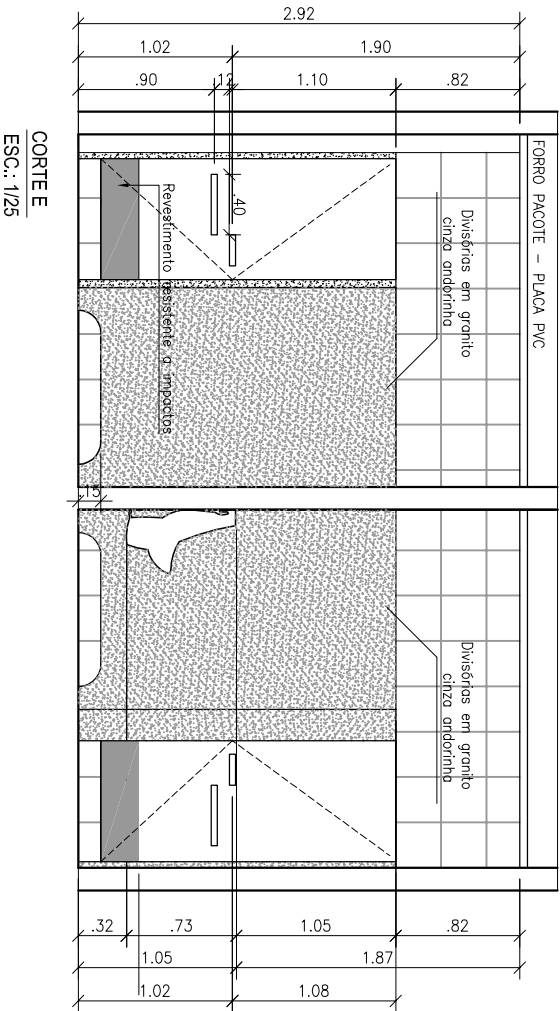 2.92
1.02
1.90
.90
.12
1.10
.82
FORRO PACOTE - PLACA PVC
Divisórias em granito
cinza andorinha
.40
Revestimento resistente a impactos
.15
Divisórias em granito
cinza andorinha
.32
.73
1.05
.82
1.05
1.87
1.02
1.08
CORTE E
ESC.: 1/25